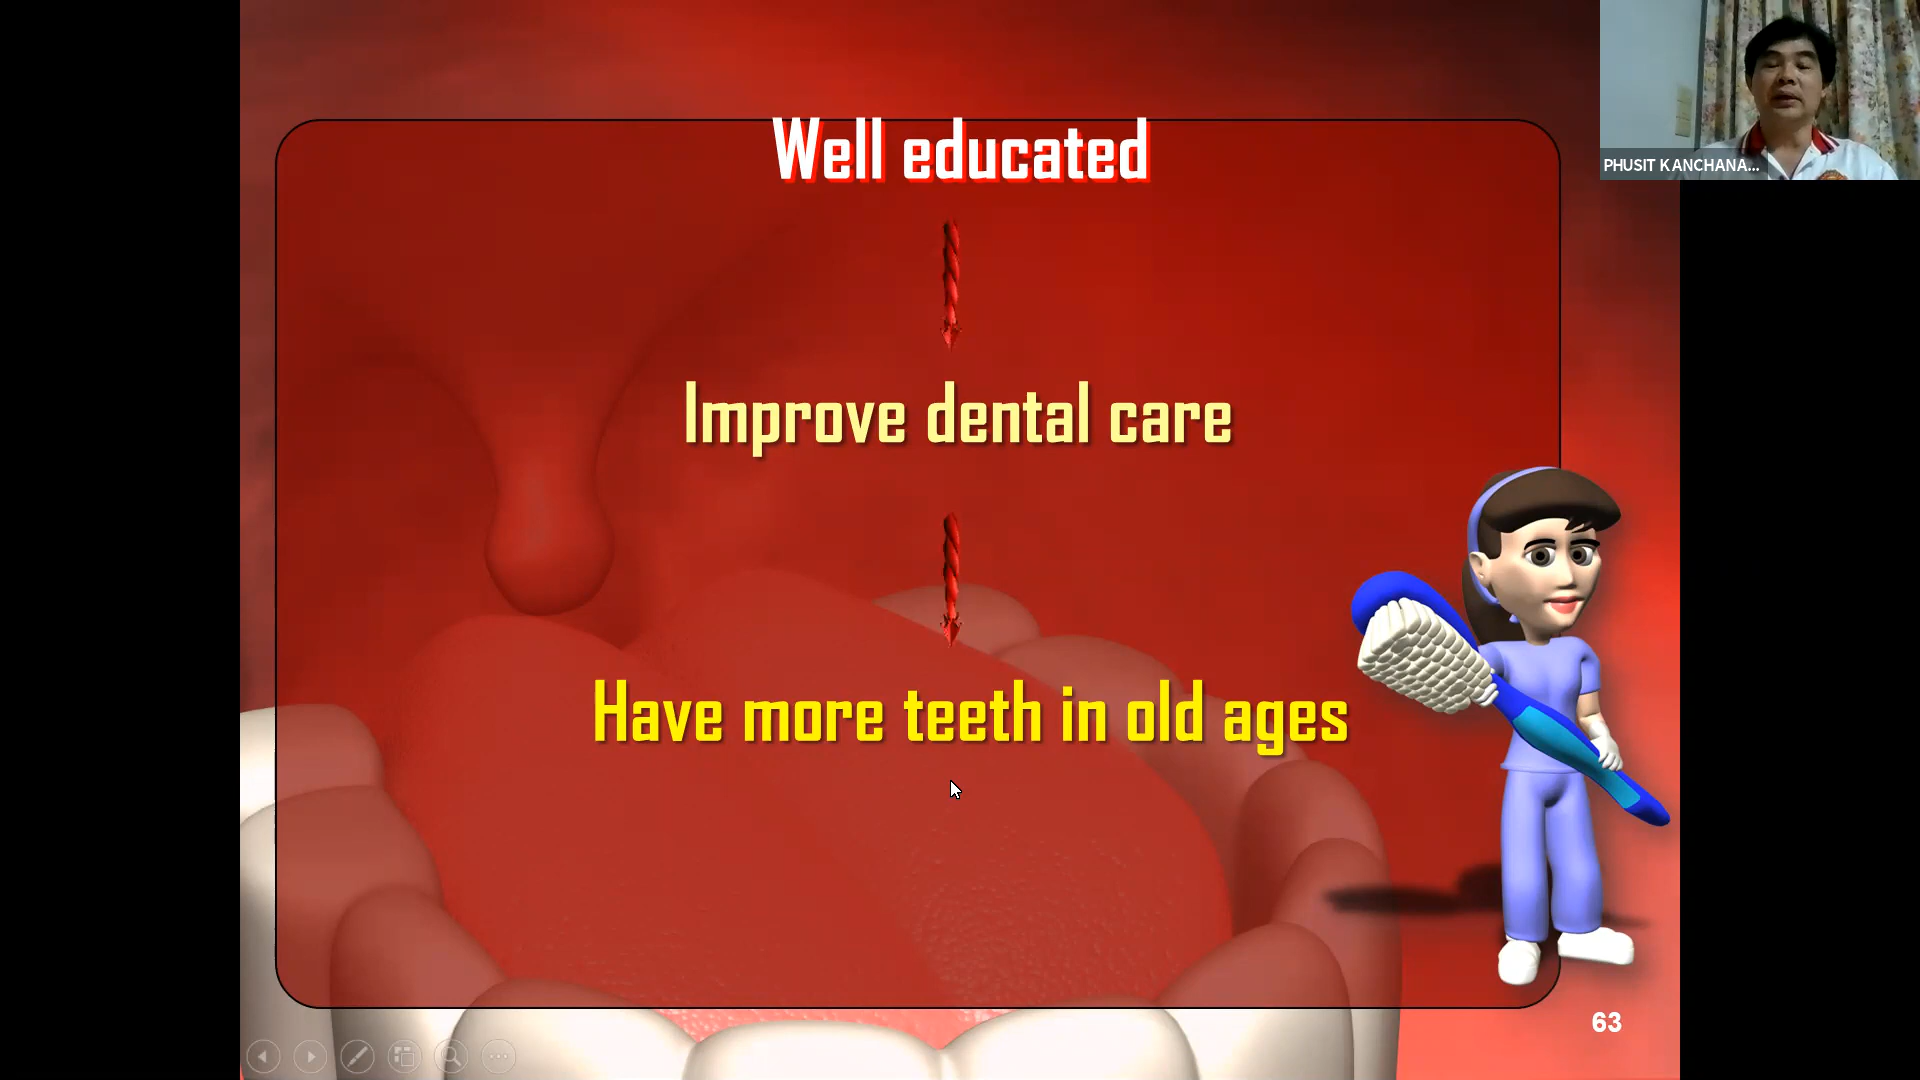 Well educated
Improve dental care
Have more teeth in old ages
PHUSIT KANCHANA...
63